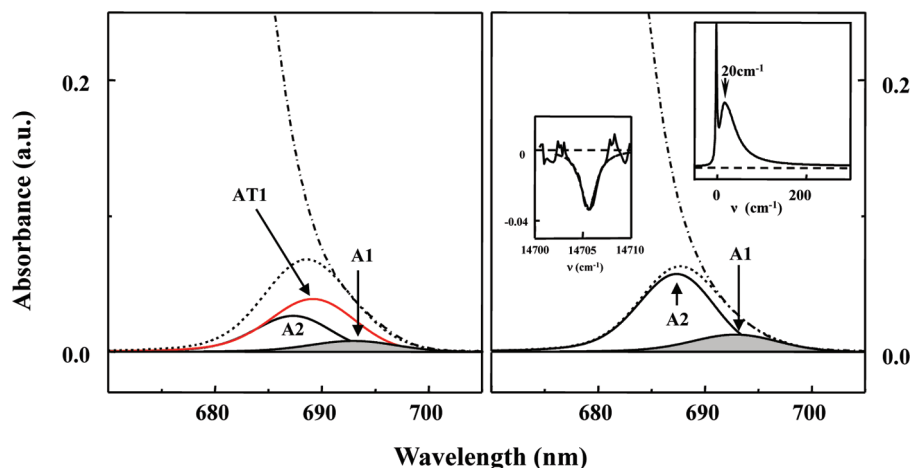 0.2
0.0
Absorbance (a.u.)
AT1
A1
A2
680
690
700
20cm-1
0
200
ν (cm-1)
0
-0.04
14700
14705
14710
ν (cm-1)
A1
A2
0.2
0.0
680
690
700
Wavelength (nm)